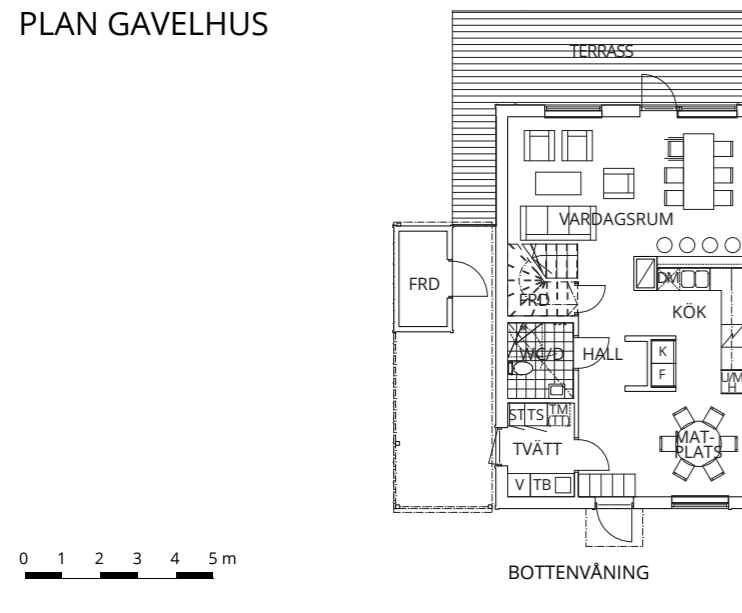 PLAN GAVELHUS
TERRASS
VARDAGSRUM
FRD
DM
FRD
KÖK
WC/D
HALL
K
F
U/M
H
ST TS TM
(TT)
MAT-
PLATS
TVÄTT
V TB
0 1 2 3 4 5 m
BOTTENVÅNING